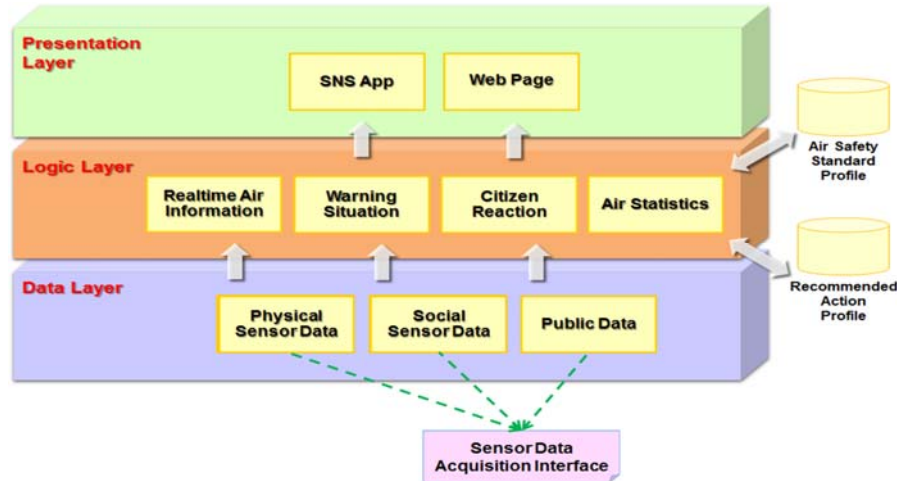 Presentation
Layer
SNS App
Web Page
Air Safety
Standard
Profile
Logic Layer
Realtime Air
Information
Warning
Situation
Citizen
Reaction
Air Statistics
Recommended
Action
Profile
Data Layer
Physical
Sensor Data
Social
Sensor Data
Public Data
Sensor Data
Acquisition Interface